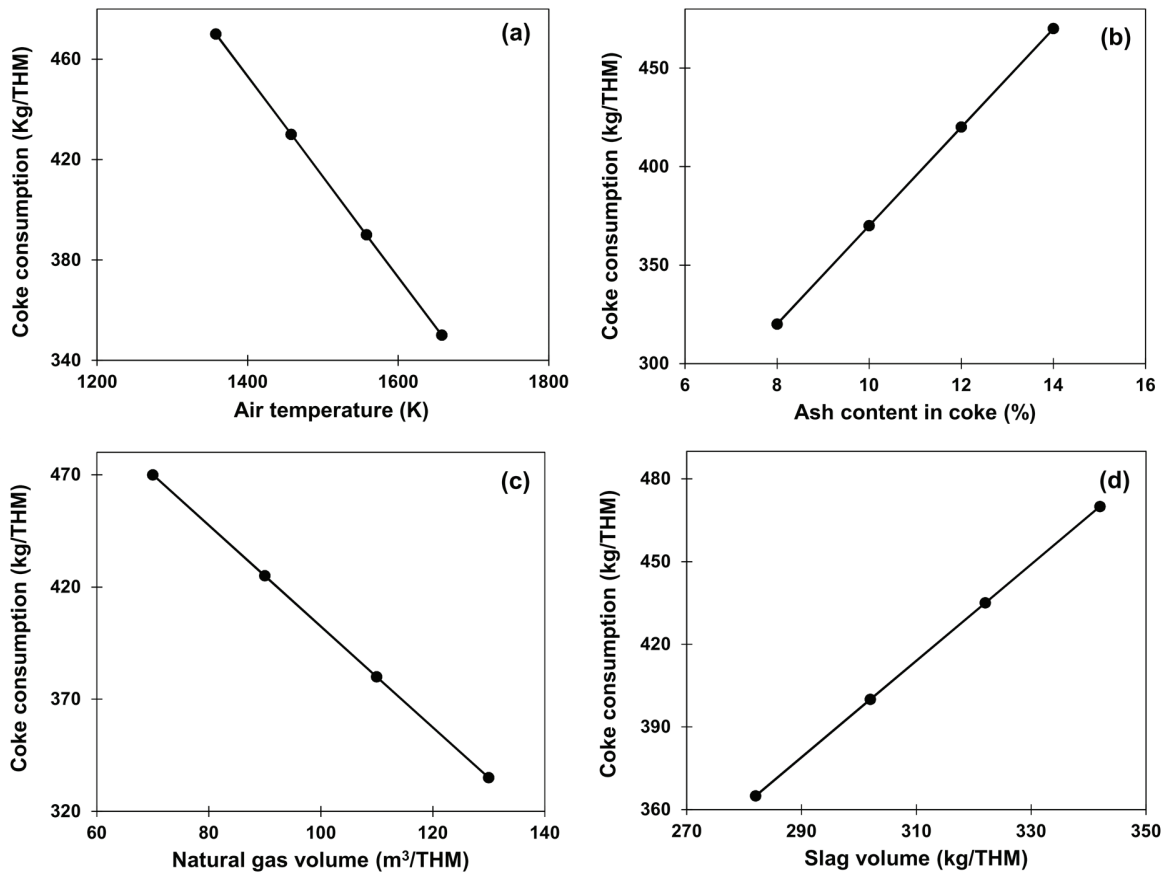 (a)
Coke consumption (Kg/THM)
460
420
380
340
1200 1400 1600 1800
Air temperature (K)
(b)
Coke consumption (kg/THM)
450
400
350
300
6 8 10 12 14 16
Ash content in coke (%)
(c)
Coke consumption (kg/THM)
470
420
370
320
60 80 100 120 140
Natural gas volume (m³/THM)
(d)
Coke consumption (kg/THM)
480
450
420
390
360
270 290 310 330 350
Slag volume (kg/THM)